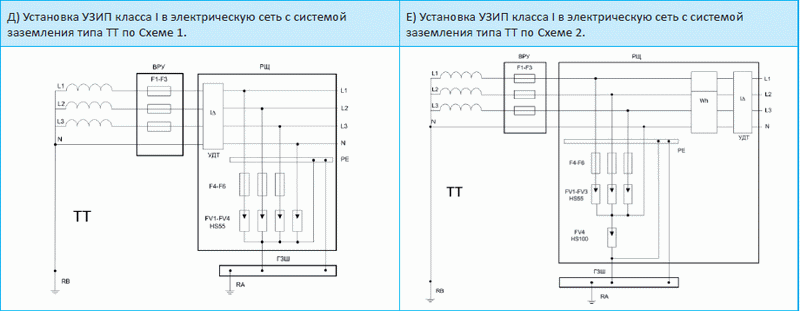 Д) Установка УЗИП класса I в электрическую сеть с системой
заземления типа ТТ по Схеме 1.
Е) Установка УЗИП класса I в электрическую сеть с системой
заземления типа ТТ по Схеме 2.
ВРУ
РЩ
F1-F3
L1
L2
L3
N
IΔ
УДТ
L1
L2
L3
N
PE
F4-F6
FV1-FV4
HS55
ТТ
ГЗШ
RB
RA
ВРУ
РЩ
F1-F3
L1
L2
L3
N
Wh
IΔ
УДТ
L1
L2
L3
N
PE
F4-F6
FV1-FV3
HS55
FV4
HS100
ТТ
ГЗШ
RB
RA